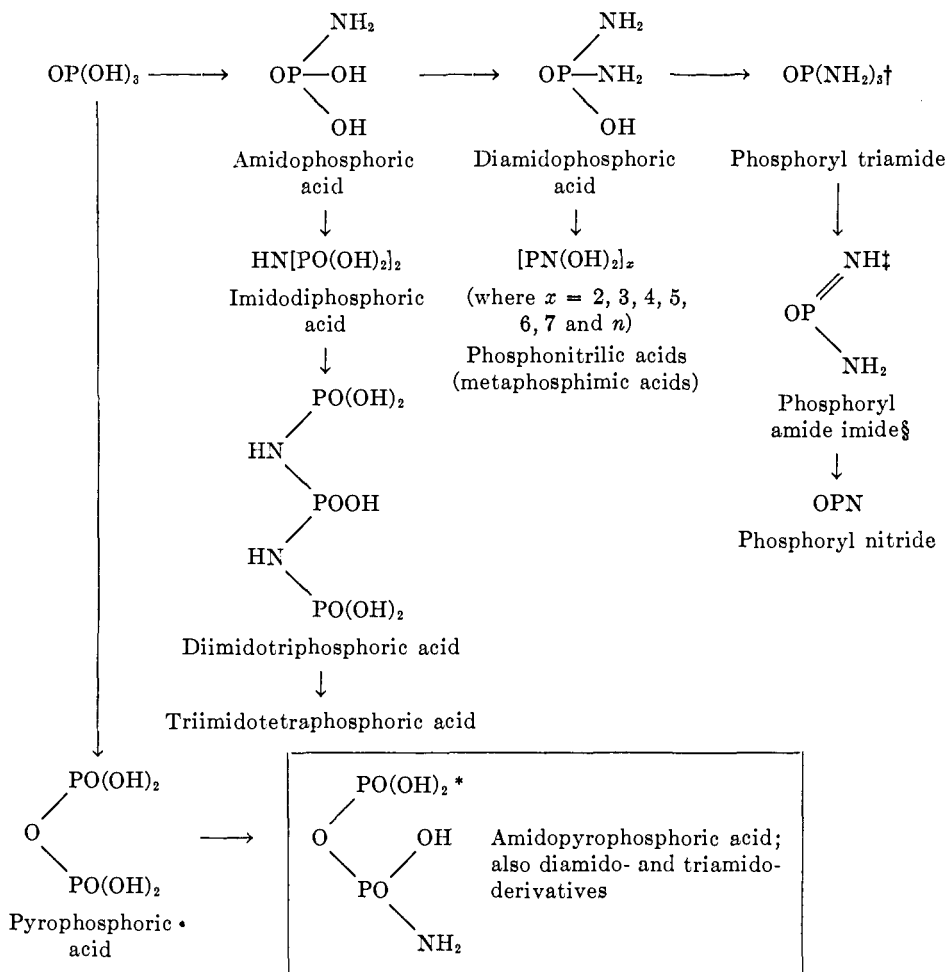 NH₂ NH₂
OP(OH)₃ OP OH OP NH₂ OP(NH₂)₃†
OH OH
Amidophosphoric Diamidophosphoric Phosphoryl triamide
acid acid
HN[PO(OH)₂]₂ [PN(OH)₂]ₓ NH‡
Imidodiphosphoric (where x = 2, 3, 4, 5,
acid 6, 7 and n) OP
Phosphonitrilic acids
(metaphosphimic acids) NH₂
PO(OH)₂ Phosphoryl
amide imide§
HN
POOH OPN
Phosphoryl nitride
HN
PO(OH)₂
Diimidotriphosphoric acid
Triimidotetraphosphoric acid
PO(OH)₂ PO(OH)₂*
O O OH Amidopyrophosphoric acid;
also diamido- and triamido-
PO(OH)₂ PO derivatives
Pyrophosphoric
acid NH₂